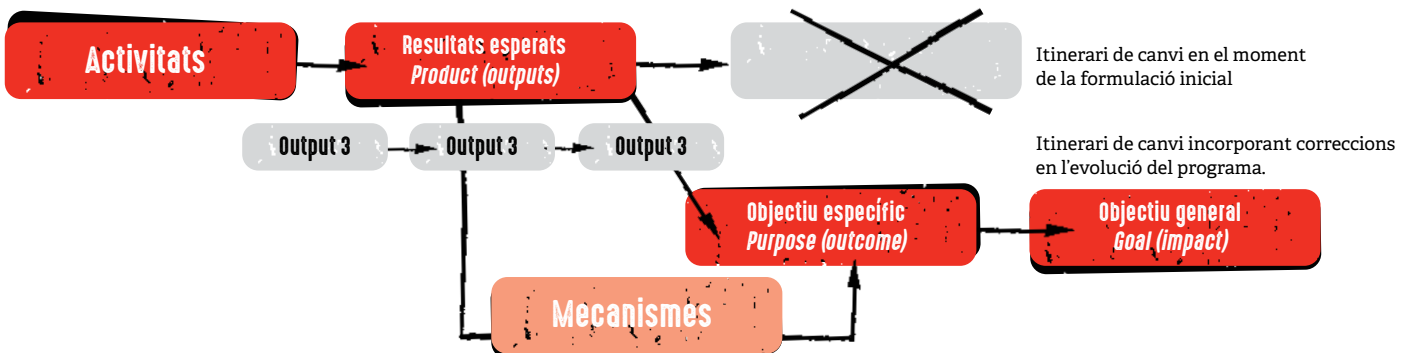 Activitats
Resultats esperats
Product (outputs)
Itinerari de canvi en el moment
de la formulació inicial
Output 3
Output 3
Output 3
Itinerari de canvi incorporant correccions
en l'evolució del programa.
Objectiu específic
Purpose (outcome)
Objectiu general
Goal (impact)
Mecanismes